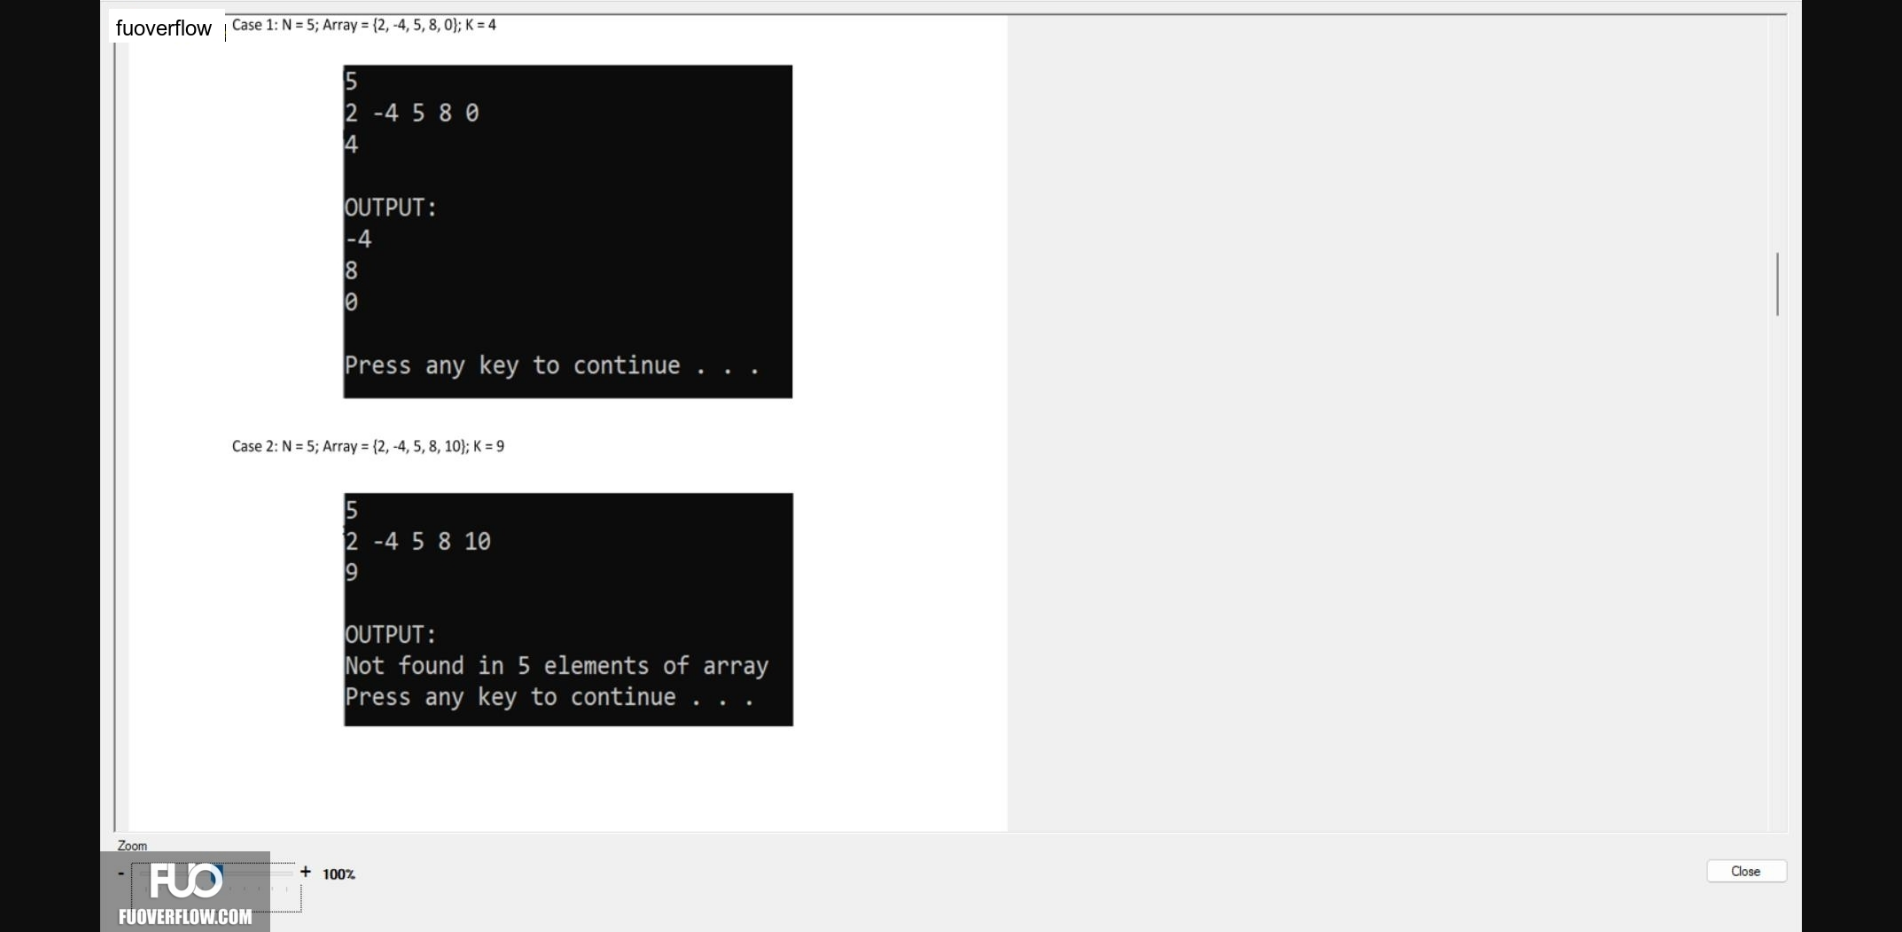 fuoverflow
Case 1: N = 5; Array = {2, -4, 5, 8, 0}; K = 4
5
2 -4 5 8 0
4
OUTPUT:
-4
8
0
Press any key to continue . . .
Case 2: N = 5; Array = {2, -4, 5, 8, 10}; K = 9
5
2 -4 5 8 10
9
OUTPUT:
Not found in 5 elements of array
Press any key to continue . . .
Zoom
- + 100%
Close
FUO
FUOVERFLOW.COM